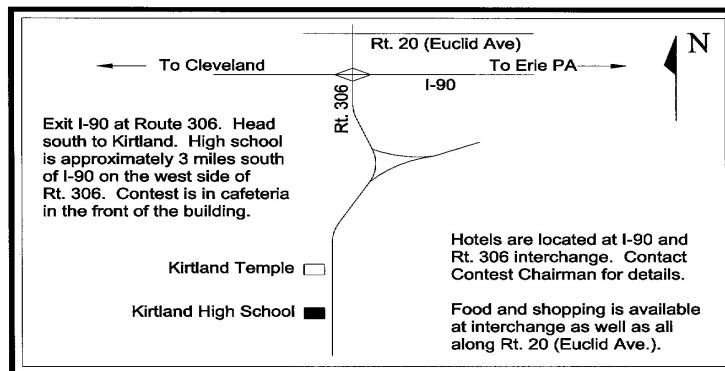 Rt. 20 (Euclid Ave)
N
To Cleveland
To Erie PA
I-90
Rt. 306
Exit I-90 at Route 306. Head
south to Kirtland. High school
is approximately 3 miles south
of I-90 on the west side of
Rt. 306. Contest is in cafeteria
in the front of the building.
Hotels are located at I-90 and
Rt. 306 interchange. Contact
Contest Chairman for details.
Kirtland Temple
Kirtland High School
Food and shopping is available
at interchange as well as all
along Rt. 20 (Euclid Ave.).